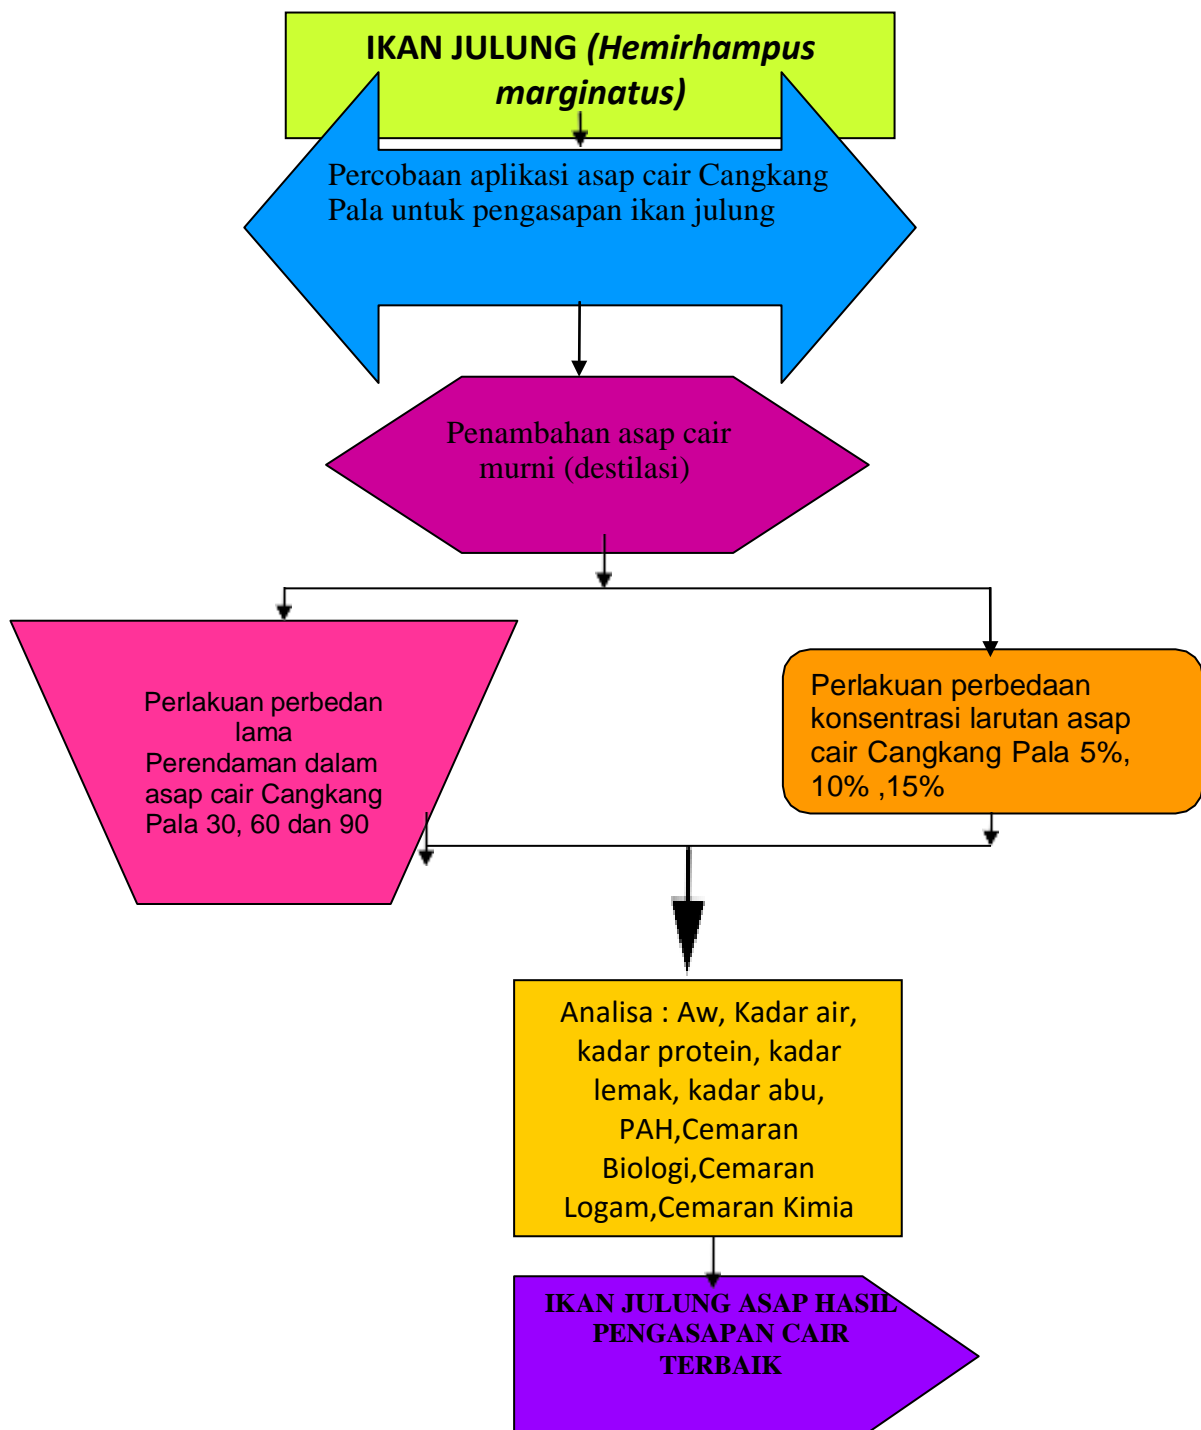 IKAN JULUNG (Hemirhampus
marginatus)
Percobaan aplikasi asap cair Cangkang
Pala untuk pengasapan ikan julung
Penambahan asap cair
murni (destilasi)
Perlakuan perbedan
lama
Perendaman dalam
asap cair Cangkang
Pala 30, 60 dan 90
Perlakuan perbedaan
konsentrasi larutan asap
cair Cangkang Pala 5%,
10% ,15%
Analisa : Aw, Kadar air,
kadar protein, kadar
lemak, kadar abu,
PAH,Cemaran
Biologi,Cemaran
Logam,Cemaran Kimia
IKAN JULUNG ASAP HASIL
PENGASAPAN CAIR
TERBAIK